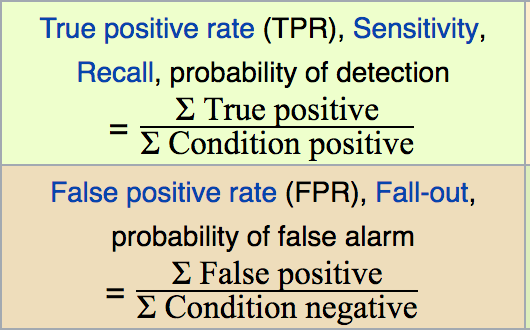 True positive rate (TPR), Sensitivity,
Recall, probability of detection
= Σ True positive
Σ Condition positive
False positive rate (FPR), Fall-out,
probability of false alarm
= Σ False positive
Σ Condition negative